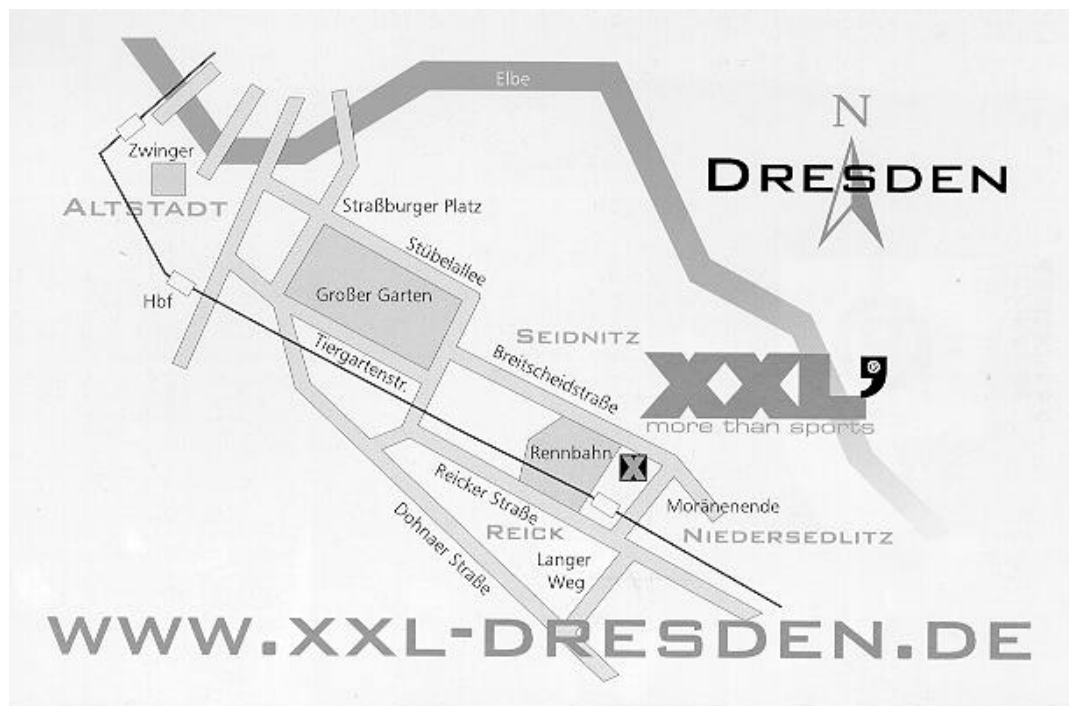 Elbe
N
DRESDEN
Zwinger
ALTSTADT
Straßburger Platz
Stübelallee
Hbf
Großer Garten
Tiergartenstr.
SEIDNITZ
Breitscheidstraße
XXL'
more than sports
Rennbahn
X
Reicker Straße
Moränenende
REICK
NIEDERSEDLITZ
Dohnaer Straße
Langer
Weg
WWW.XXL-DRESDEN.DE